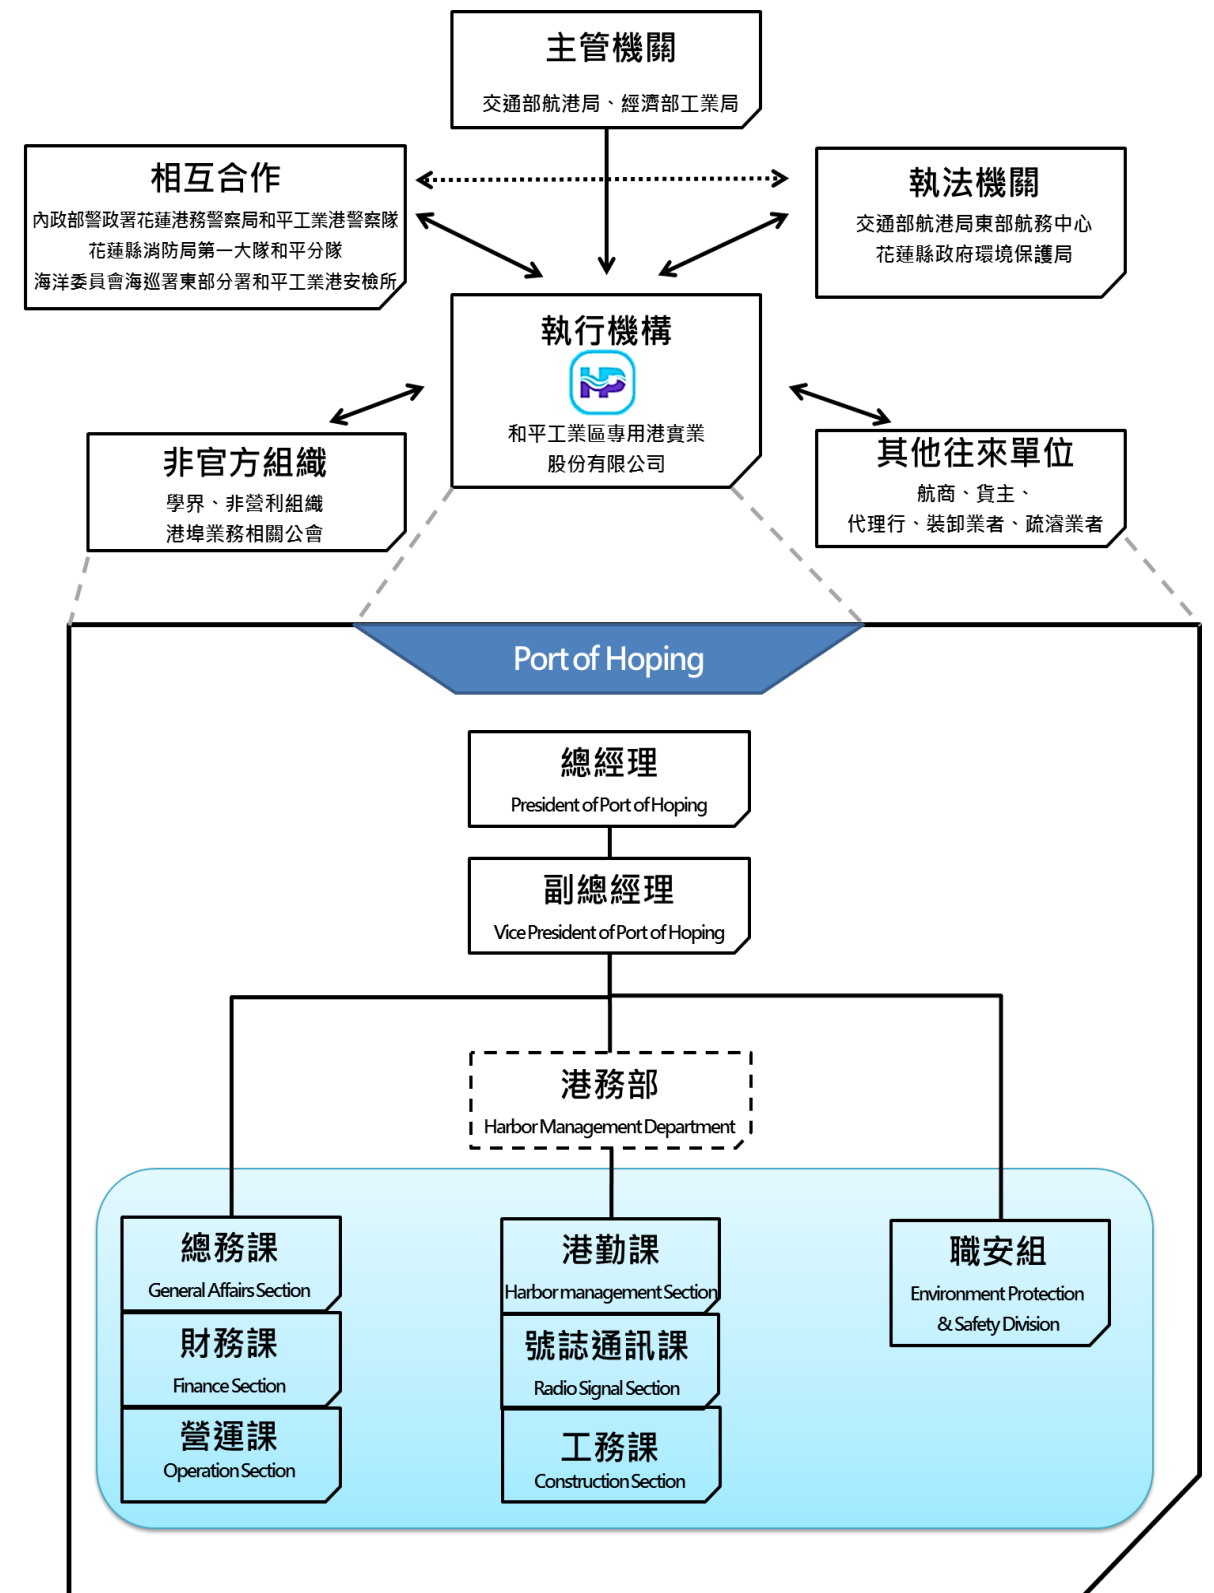 主管機關
交通部航港局、經濟部工業局
相互合作
內政部警政署花蓮港務警察局和平工業港警察隊
花蓮縣消防局第一大隊和平分隊
海洋委員會海巡署東部分署和平工業港安檢所
執法機關
交通部航港局東部航務中心
花蓮縣政府環境保護局
執行機構
HP
和平工業區專用港實業
股份有限公司
非官方組織
學界、非營利組織
港埠業務相關公會
其他往來單位
航商、貨主、
代理行、裝卸業者、疏濬業者
Port of Hoping
總經理
President of Port of Hoping
副總經理
Vice President of Port of Hoping
港務部
Harbor Management Department
總務課
General Affairs Section
財務課
Finance Section
營運課
Operation Section
港勤課
Harbor management Section
號誌通訊課
Radio Signal Section
工務課
Construction Section
職安組
Environment Protection
& Safety Division